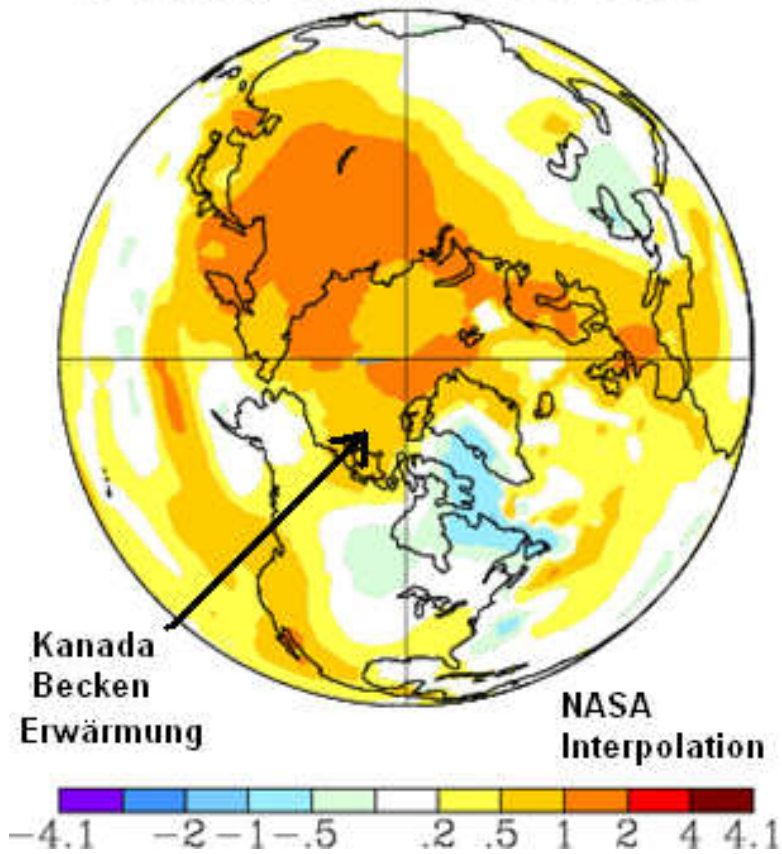 Kanada
Becken
Erwärmung
NASA
Interpolation
-4.1 -2 -1 -.5 .2 .5 1 2 4 4.1